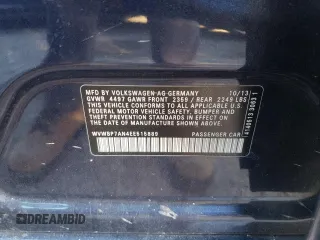 MFD BY VOLKSWAGEN AG GERMANY 10/13
GVWR 4497 GAWR FRONT 2359 / REAR 2249 LBS
THIS VEHICLE CONFORMS TO ALL APPLICABLE U.S.
FEDERAL MOTOR VEHICLE SAFETY, BUMPER AND
THEFT PREVENTION STANDARDS IN EFFECT ON THE
DATE OF MANUFACTURE SHOWN ABOVE.
WVWBP7AN4EE515889 PASSENGER CAR
DREAMBID